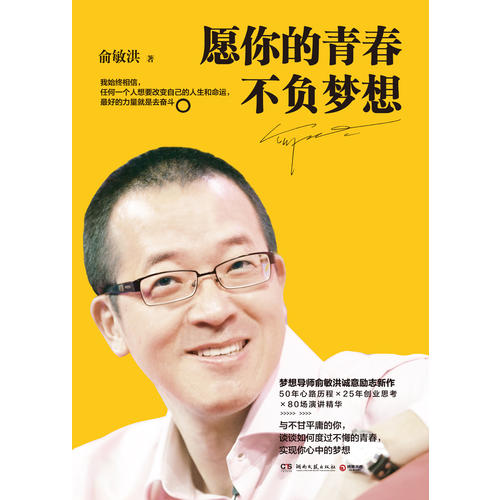 愿你的青春
不负梦想
俞敏洪 著
我始终相信，
任何一个人想要改变自己的人生和命运，
最好的力量就是去奋斗
梦想导师俞敏洪诚意励志新作
50年心路历程×25年创业思考
×80场演讲精华
>>>>> >>>>
与不甘平庸的你，
谈谈如何度过不悔的青春，
实现你心中的梦想
CS 湖南文艺出版社